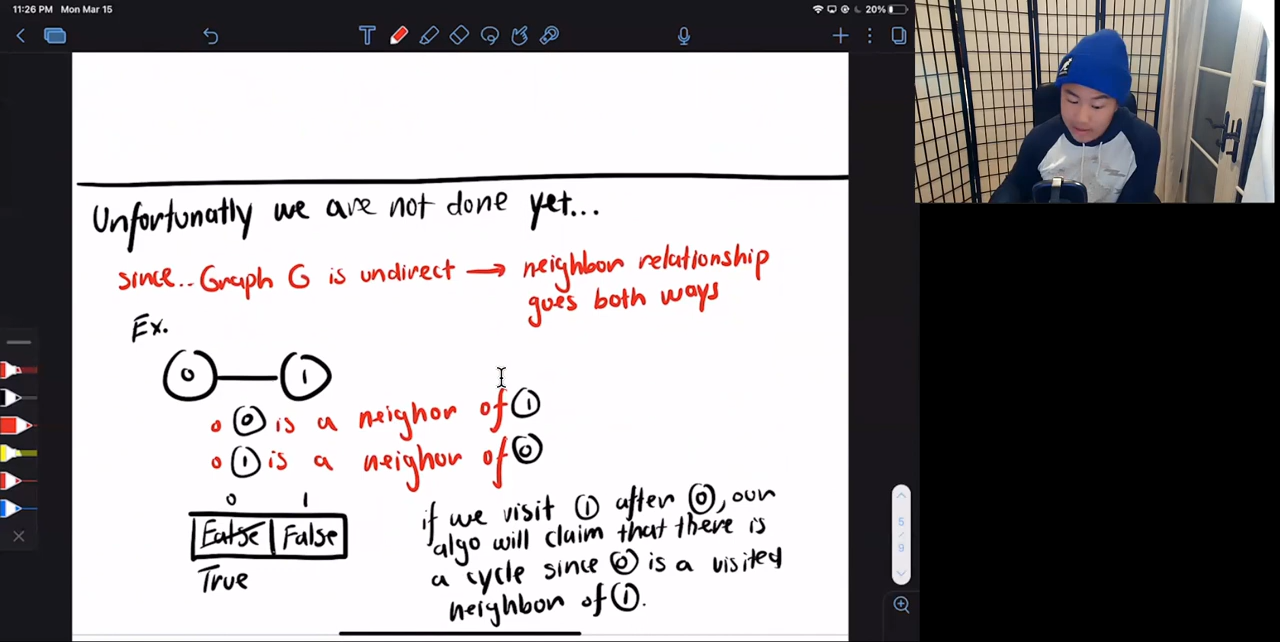 11:26 PM Mon Mar 15
20%
Unfortunatly we are not done yet...
since.. Graph G is undirect → neighbor relationship
goes both ways
Ex.
0 1
0 is a neighor of 1
1 is a neighor of 0
0 1
False False
True
if we visit 1 after 0, our
algo will claim that there is
a cycle since 0 is a visited
neighbor of 1.
5
/
9